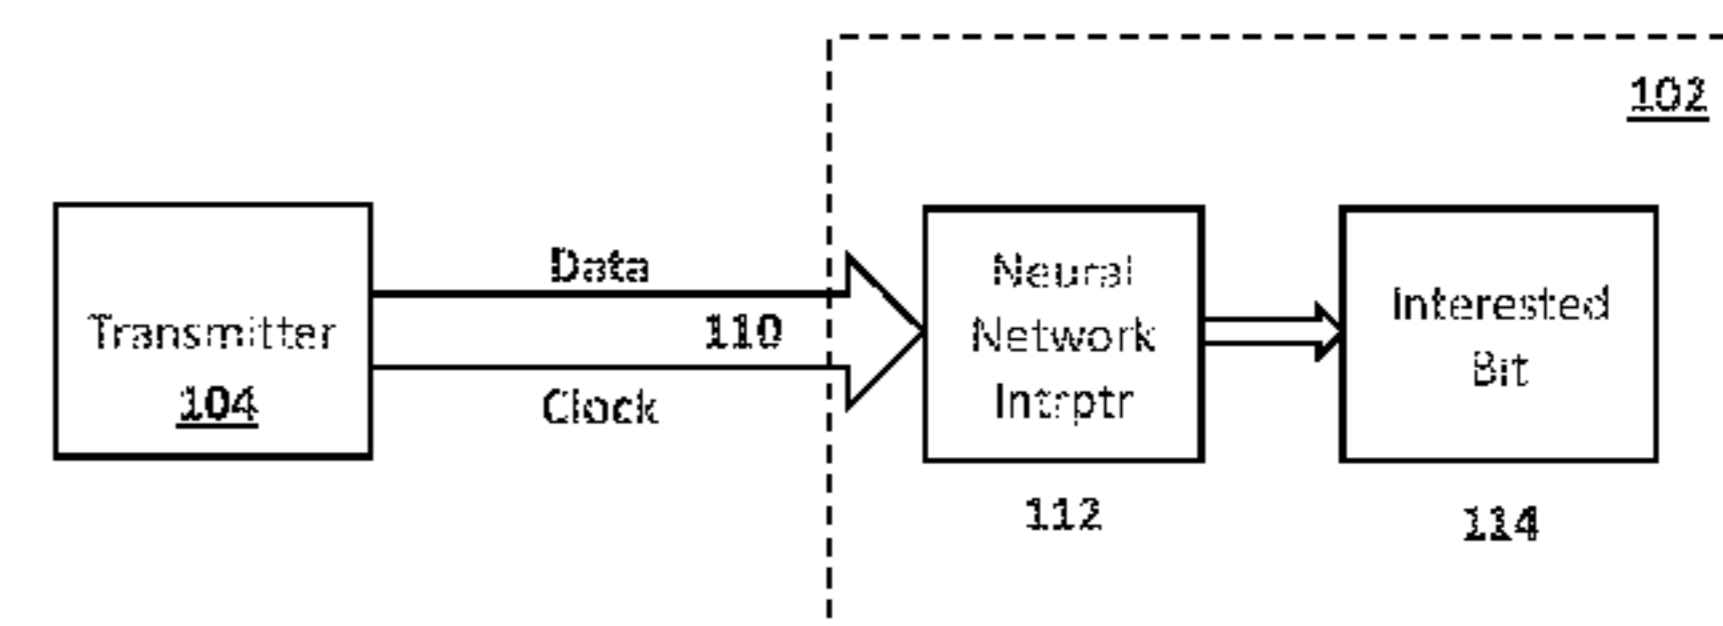 102
Data
Transmitter
104
110
Clock
Neural
Network
Intrptr
112
Interested
Bit
114